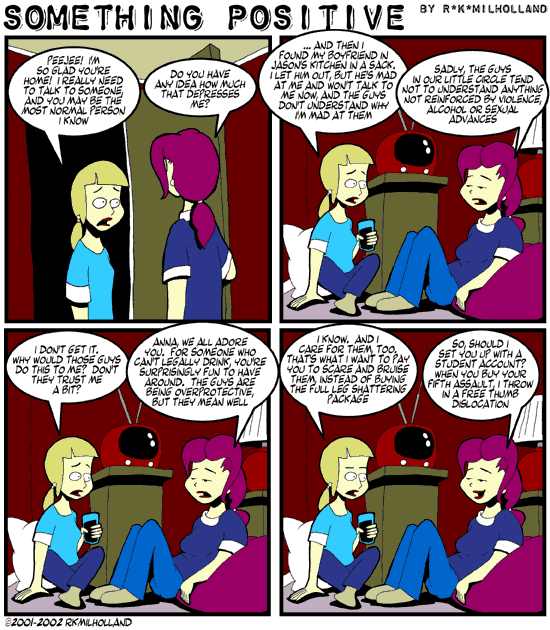 SOMETHING POSITIVE BY R*K*MILHOLLAND
PEEJEE! I'M
SO GLAD YOU'RE
HOME! I REALLY NEED
TO TALK TO SOMEONE,
AND YOU MAY BE THE
MOST NORMAL PERSON
I KNOW
DO YOU HAVE
ANY IDEA HOW MUCH
THAT DEPRESSES
ME?
... AND THEN I
FOUND MY BOYFRIEND IN
JASON'S KITCHEN IN A SACK.
I LET HIM OUT, BUT HE'S MAD
AT ME AND WON'T TALK TO
ME NOW, AND THE GUYS
DON'T UNDERSTAND WHY
I'M MAD AT THEM
SADLY, THE GUYS
IN OUR LITTLE CIRCLE TEND
NOT TO UNDERSTAND ANYTHING
NOT REINFORCED BY VIOLENCE,
ALCOHOL OR SEXUAL
ADVANCES
I DON'T GET IT.
WHY WOULD THOSE GUYS
DO THIS TO ME? DON'T
THEY TRUST ME
A BIT?
ANNA, WE ALL ADORE
YOU. FOR SOMEONE WHO
CAN'T LEGALLY DRINK, YOU'RE
SURPRISINGLY FUN TO HAVE
AROUND. THE GUYS ARE
BEING OVERPROTECTIVE,
BUT THEY MEAN WELL
I KNOW. AND I
CARE FOR THEM, TOO.
THAT'S WHAT I WANT TO PAY
YOU TO SCARE AND BRUISE
THEM, INSTEAD OF BUYING
THE FULL LEG SHATTERING
PACKAGE
SO, SHOULD I
SET YOU UP WITH A
STUDENT ACCOUNT?
WHEN YOU BUY YOUR
FIFTH ASSAULT, I THROW
IN A FREE THUMB
DISLOCATION
©2001-2002 RKMILHOLLAND